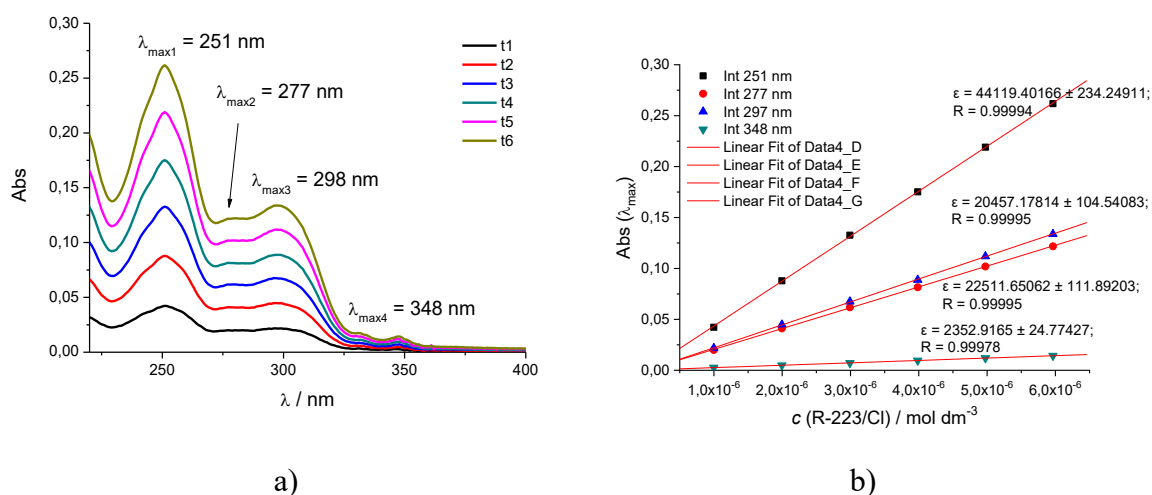 0,30
0,25
0,20
0,15
0,10
0,05
0,00
Abs
250
300
350
400
λ / nm
λmax1 = 251 nm
λmax2 = 277 nm
λmax3 = 298 nm
λmax4 = 348 nm
t1
t2
t3
t4
t5
t6
a)
0,30
0,25
0,20
0,15
0,10
0,05
0,00
Abs (λmax)
1,0x10-6
2,0x10-6
3,0x10-6
4,0x10-6
5,0x10-6
6,0x10-6
c (R-223/Cl) / mol dm-3
Int 251 nm
Int 277 nm
Int 297 nm
Int 348 nm
Linear Fit of Data4_D
Linear Fit of Data4_E
Linear Fit of Data4_F
Linear Fit of Data4_G
ε = 44119.40166 ± 234.24911;
R = 0.99994
ε = 20457.17814 ± 104.54083;
R = 0.99995
ε = 22511.65062 ± 111.89203;
R = 0.99995
ε = 2352.9165 ± 24.77427;
R = 0.99978
b)